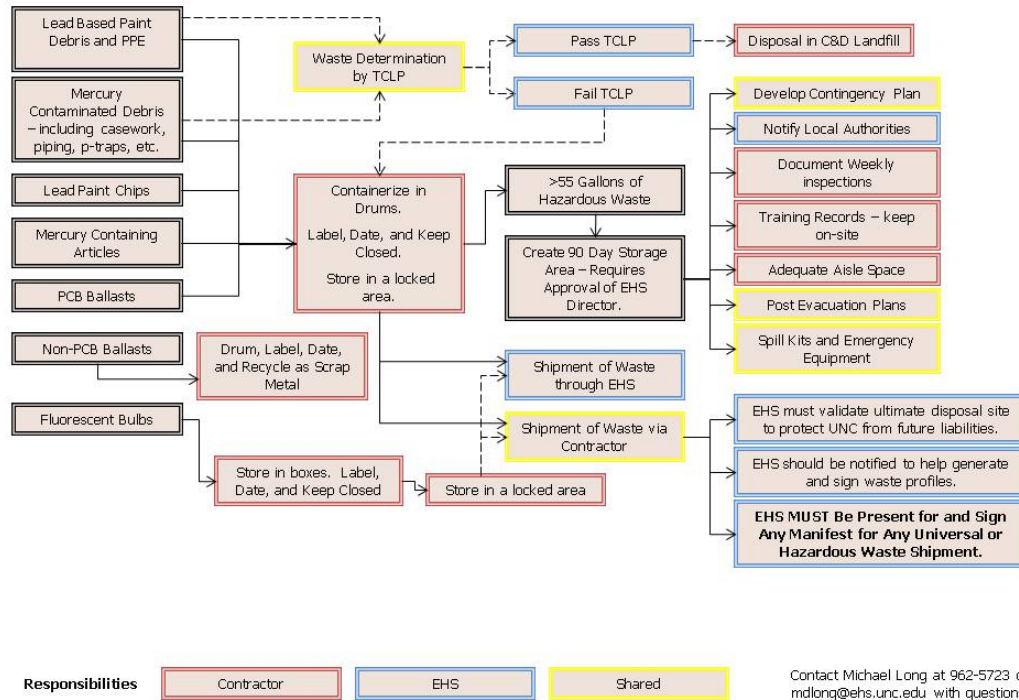 Lead Based Paint
Debris and PPE
Mercury
Contaminated Debris
– including casework,
piping, p-traps, etc.
Lead Paint Chips
Mercury Containing
Articles
PCB Ballasts
Non-PCB Ballasts
Fluorescent Bulbs
Waste Determination
by TCLP
Pass TCLP
Fail TCLP
Disposal in C&D Landfill
Containerize in
Drums.
Label, Date, and Keep
Closed.
Store in a locked
area.
>55 Gallons of
Hazardous Waste
Create 90 Day Storage
Area – Requires
Approval of EHS
Director.
Develop Contingency Plan
Notify Local Authorities
Document Weekly
inspections
Training Records – keep
on-site
Adequate Aisle Space
Post Evacuation Plans
Spill Kits and Emergency
Equipment
Drum, Label, Date,
and Recycle as Scrap
Metal
Store in boxes. Label,
Date, and Keep Closed
Store in a locked area
Shipment of Waste
through EHS
Shipment of Waste via
Contractor
EHS must validate ultimate disposal site
to protect UNC from future liabilities.
EHS should be notified to help generate
and sign waste profiles.
EHS MUST Be Present for and Sign
Any Manifest for Any Universal or
Hazardous Waste Shipment.
Responsibilities
Contractor
EHS
Shared
Contact Michael Long at 962-5723
mdlong@ehs.unc.edu with question